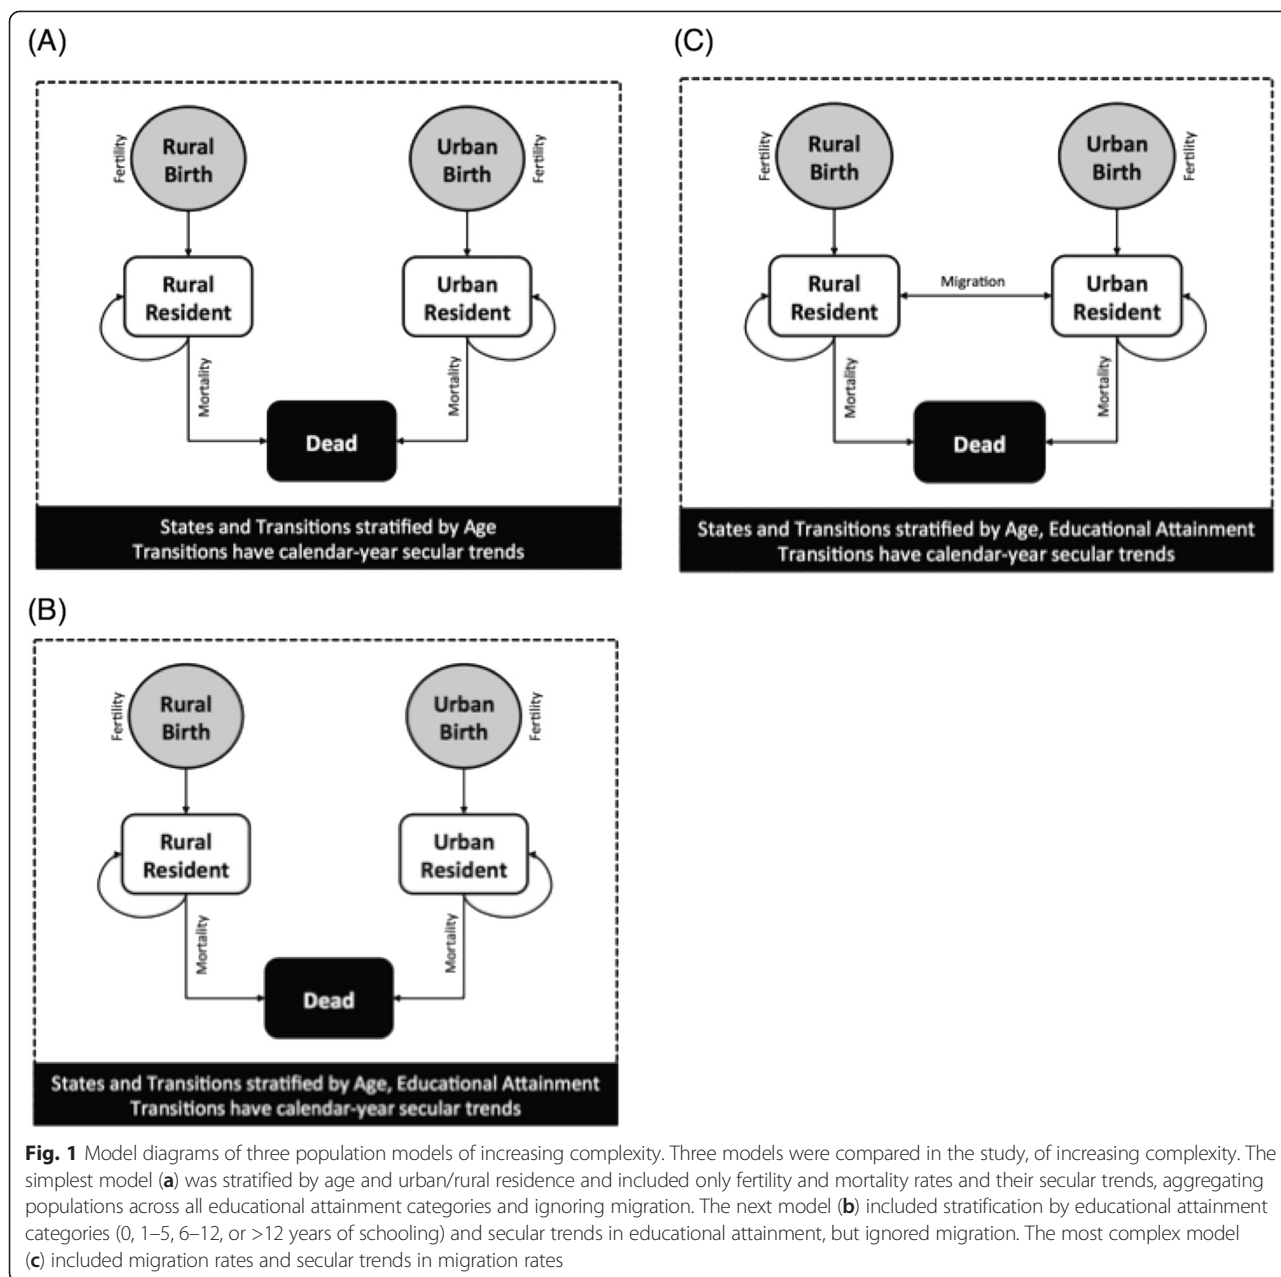 (A)
Fertility
Rural
Birth
Urban
Birth
Fertility
Rural
Resident
Urban
Resident
Mortality
Mortality
Dead
States and Transitions stratified by Age
Transitions have calendar-year secular trends
(C)
Fertility
Rural
Birth
Urban
Birth
Fertility
Rural
Resident
Migration
Urban
Resident
Mortality
Mortality
Dead
States and Transitions stratified by Age, Educational Attainment
Transitions have calendar-year secular trends
(B)
Fertility
Rural
Birth
Urban
Birth
Fertility
Rural
Resident
Urban
Resident
Mortality
Mortality
Dead
States and Transitions stratified by Age, Educational Attainment
Transitions have calendar-year secular trends
Fig. 1 Model diagrams of three population models of increasing complexity. Three models were compared in the study, of increasing complexity. The
simplest model (a) was stratified by age and urban/rural residence and included only fertility and mortality rates and their secular trends, aggregating
populations across all educational attainment categories and ignoring migration. The next model (b) included stratification by educational attainment
categories (0, 1–5, 6–12, or >12 years of schooling) and secular trends in educational attainment, but ignored migration. The most complex model
(c) included migration rates and secular trends in migration rates